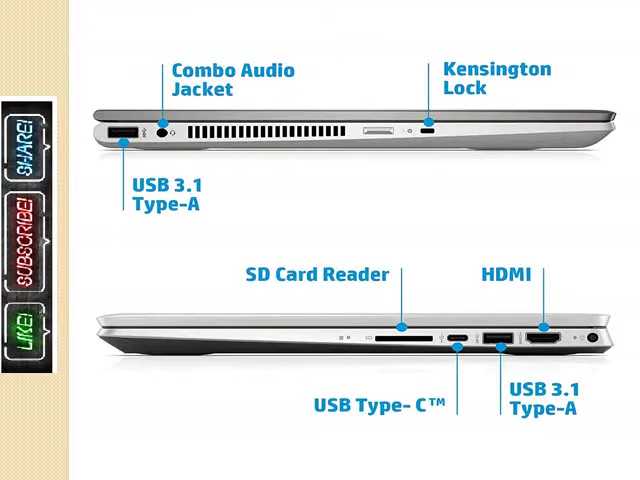 Combo Audio
Jacket
Kensington
Lock
USB 3.1
Type-A
SD Card Reader
HDMI
USB Type- C™
USB 3.1
Type-A
SHARE!
SUBSCRIBE!
LIKE!